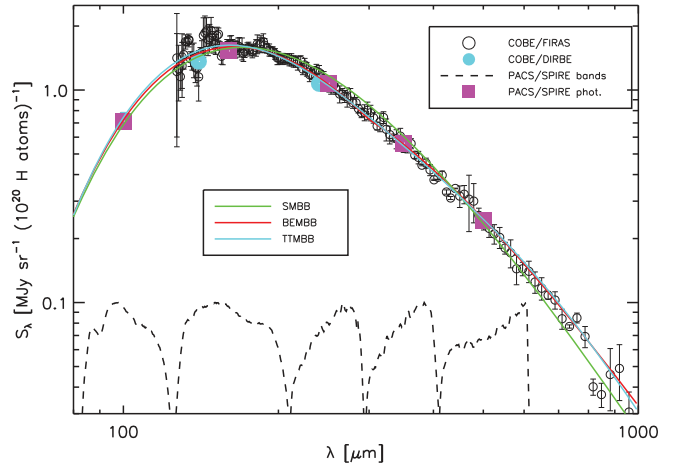 COBE/FIRAS
COBE/DIRBE
PACS/SPIRE bands
PACS/SPIRE phot.
1.0
SMBB
BEMBB
TTMBB
0.1
Sλ [MJy sr⁻¹ (10²⁰ H atoms)⁻¹]
100
1000
λ [μm]